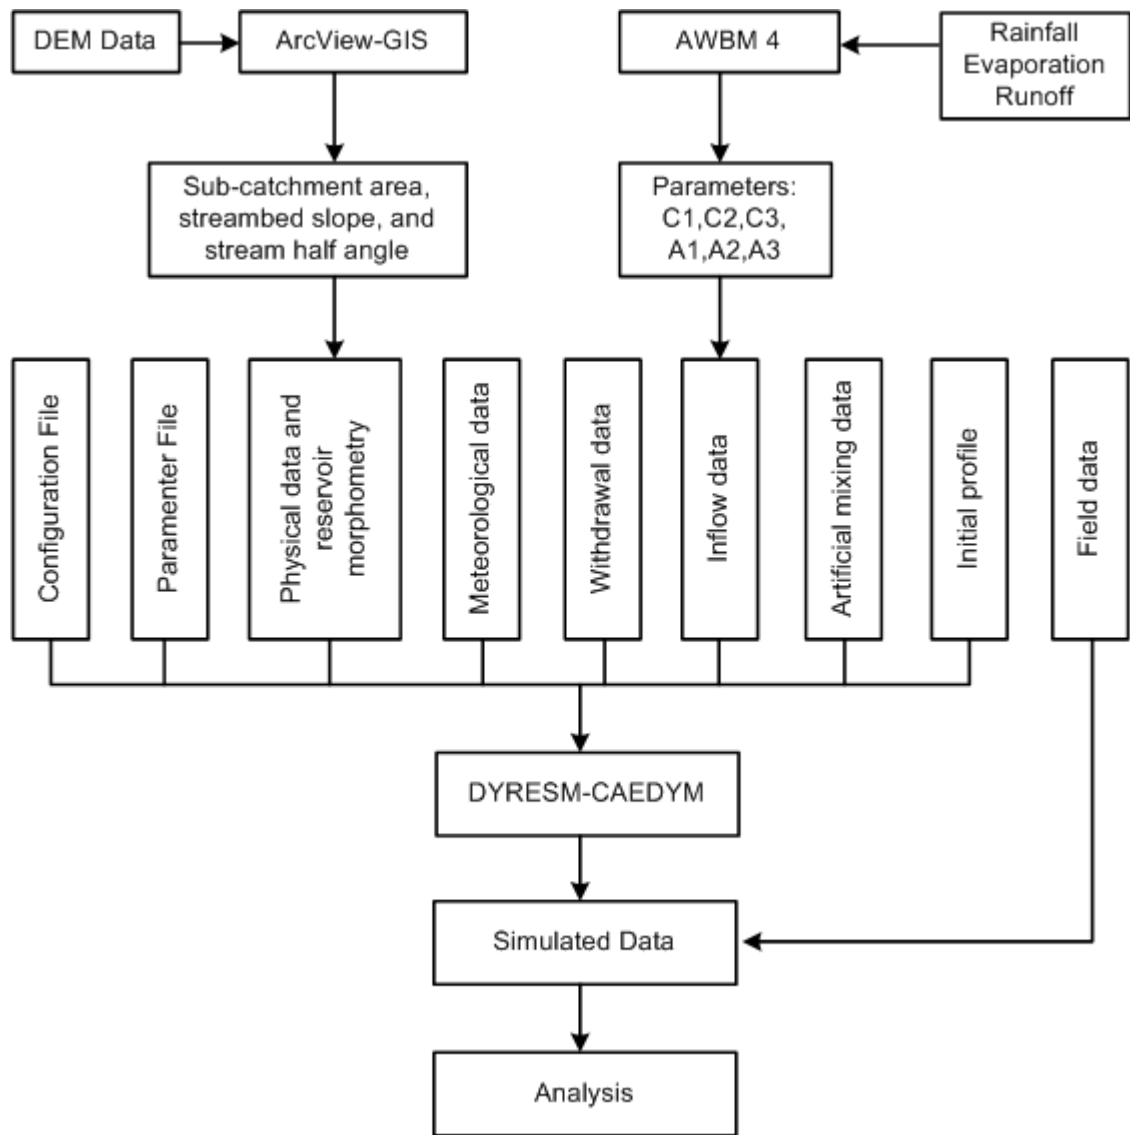 DEM Data
ArcView-GIS
AWBM 4
Rainfall
Evaporation
Runoff
Sub-catchment area,
streambed slope, and
stream half angle
Parameters:
C1,C2,C3,
A1,A2,A3
Configuration File
Paramenter File
Physical data and
reservoir
morphometry
Meteorological data
Withdrawal data
Inflow data
Artificial mixing data
Initial profile
Field data
DYRESM-CAEDYM
Simulated Data
Analysis